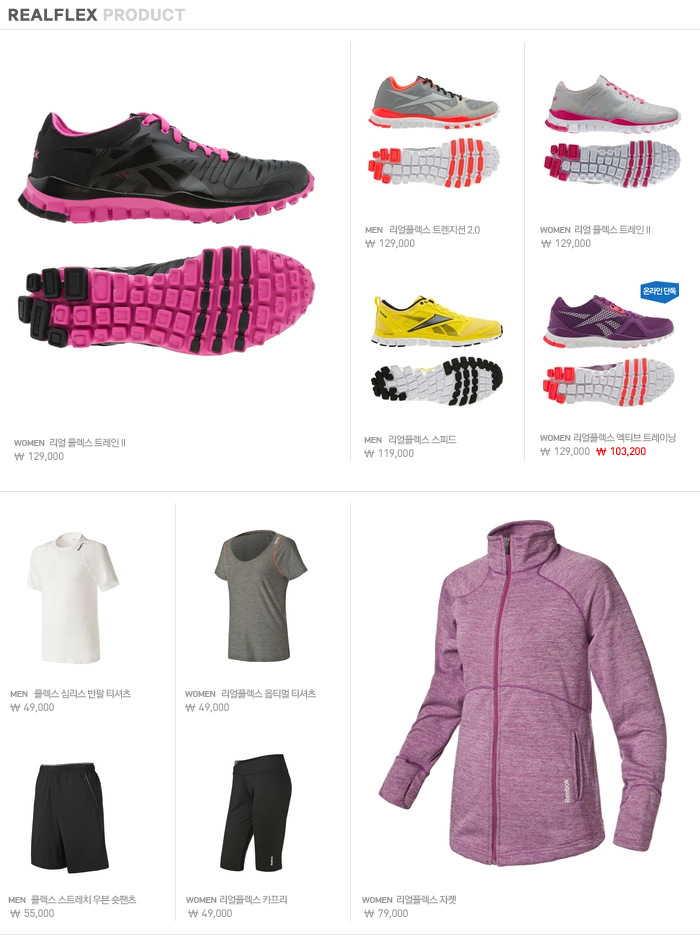 REALFLEX PRODUCT
WOMEN 리얼 플렉스 트레인 II
₩ 129,000
MEN 리얼플렉스 트렌지션 2.0
₩ 129,000
WOMEN 리얼 플렉스 트레인 II
₩ 129,000
MEN 리얼플렉스 스피드
₩ 119,000
온라인 단독
WOMEN 리얼플렉스 엑티브 트레이닝
₩ 129,000 ₩ 103,200
MEN 플렉스 심리스 반팔 티셔츠
₩ 49,000
WOMEN 리얼플렉스 옵티멀 티셔츠
₩ 49,000
MEN 플렉스 스트레치 우븐 숏팬츠
₩ 55,000
WOMEN 리얼플렉스 카프리
₩ 49,000
Reebok
WOMEN 리얼플렉스 자켓
₩ 79,000